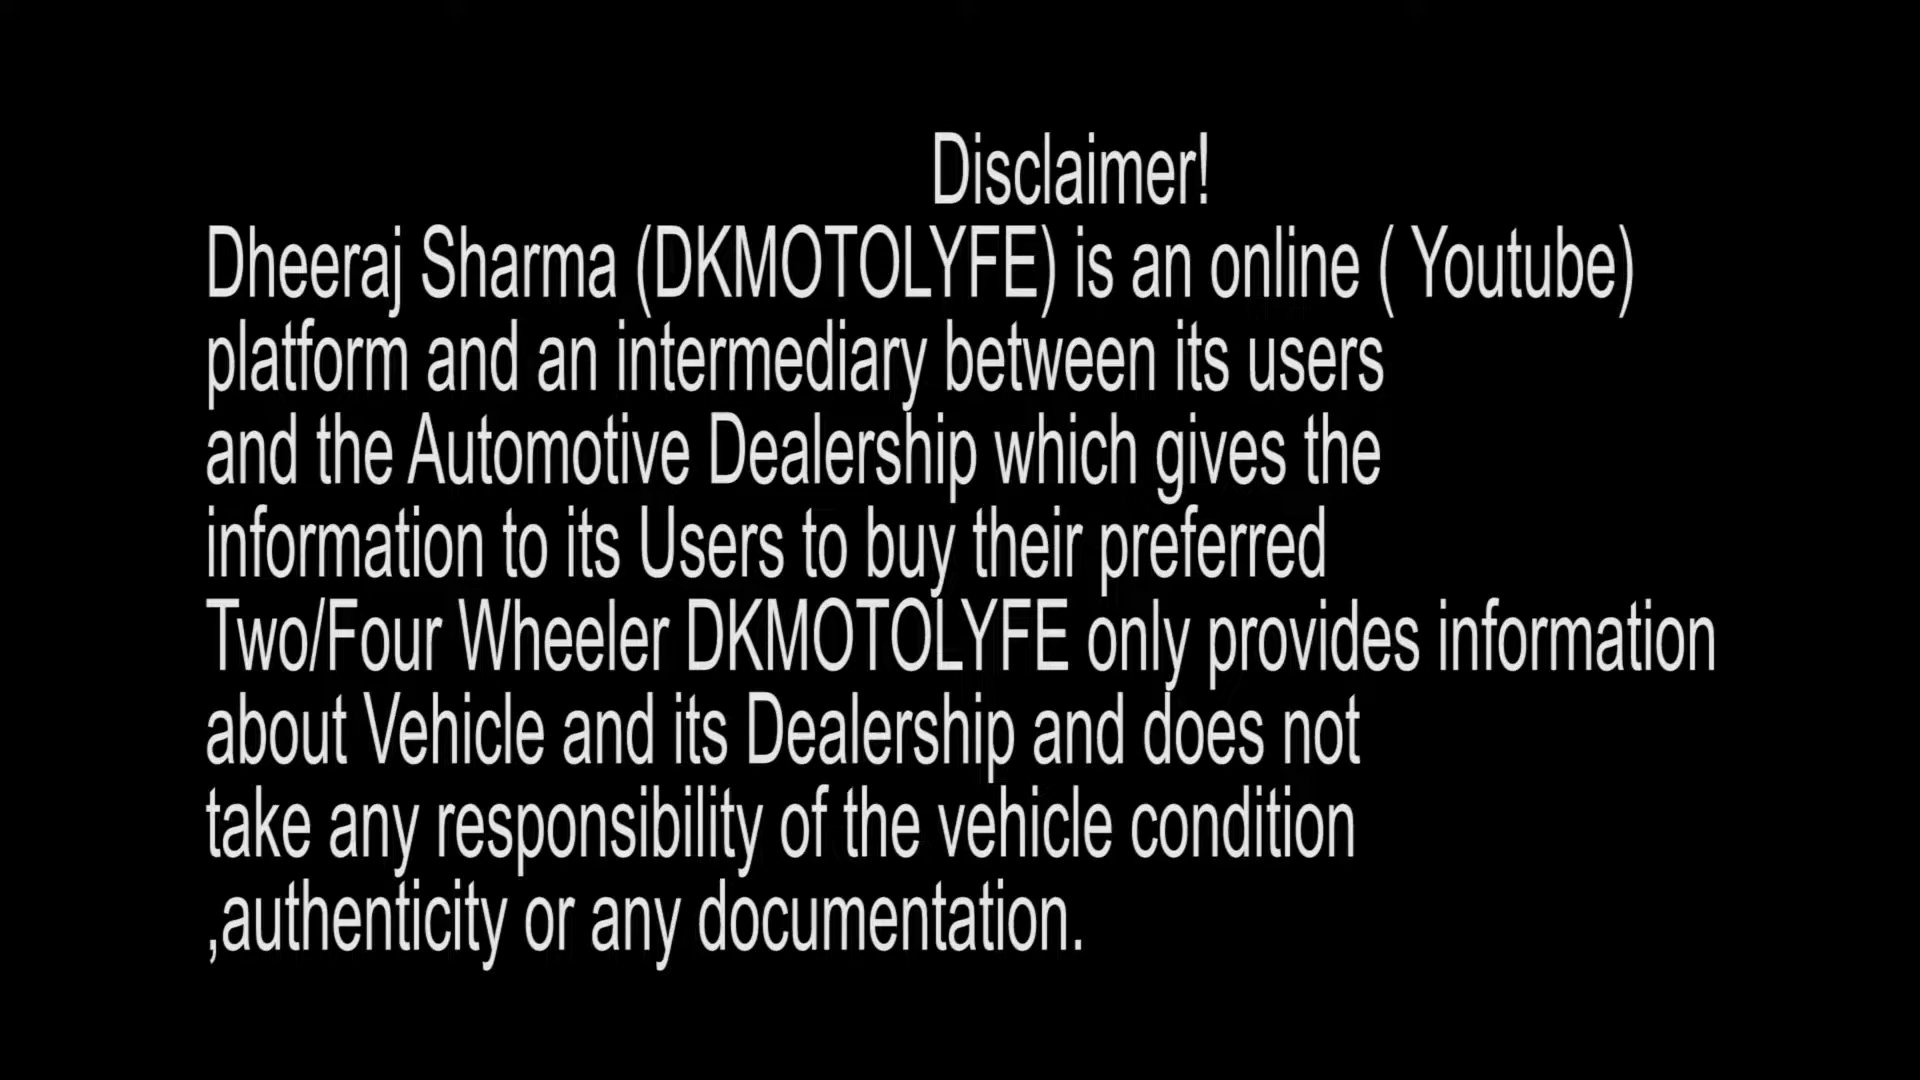 Disclaimer!
Dheeraj Sharma (DKMOTOLYFE) is an online ( Youtube)
platform and an intermediary between its users
and the Automotive Dealership which gives the
information to its Users to buy their preferred
Two/Four Wheeler DKMOTOLYFE only provides information
about Vehicle and its Dealership and does not
take any responsibility of the vehicle condition
,authenticity or any documentation.